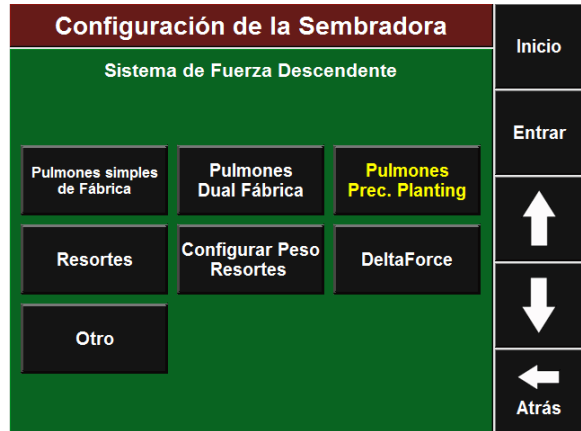 Configuración de la Sembradora
Inicio
Sistema de Fuerza Descendente
Entrar
Pulmones simples
de Fábrica
Pulmones
Dual Fábrica
Pulmones
Prec. Planting
Resortes
Configurar Peso
Resortes
DeltaForce
Otro
Atrás